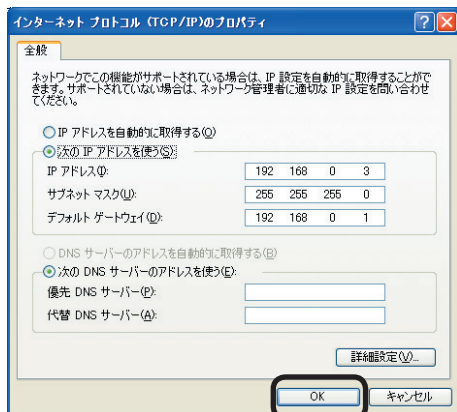 インターネット プロトコル (TCP/IP)のプロパティ
全般
ネットワークでこの機能がサポートされている場合は、IP 設定を自動的に取得することがで
きます。サポートされていない場合は、ネットワーク管理者に適切な IP 設定を問い合わせ
てください。
IP アドレスを自動的に取得する(O)
次の IP アドレスを使う(S):
IP アドレス(I): 192 168 0 3
サブネット マスク(U): 255 255 255 0
デフォルト ゲートウェイ(D): 192 168 0 1
DNS サーバーのアドレスを自動的に取得する(B)
次の DNS サーバーのアドレスを使う(E):
優先 DNS サーバー(P):
代替 DNS サーバー(A):
詳細設定(V)...
OK キャンセル